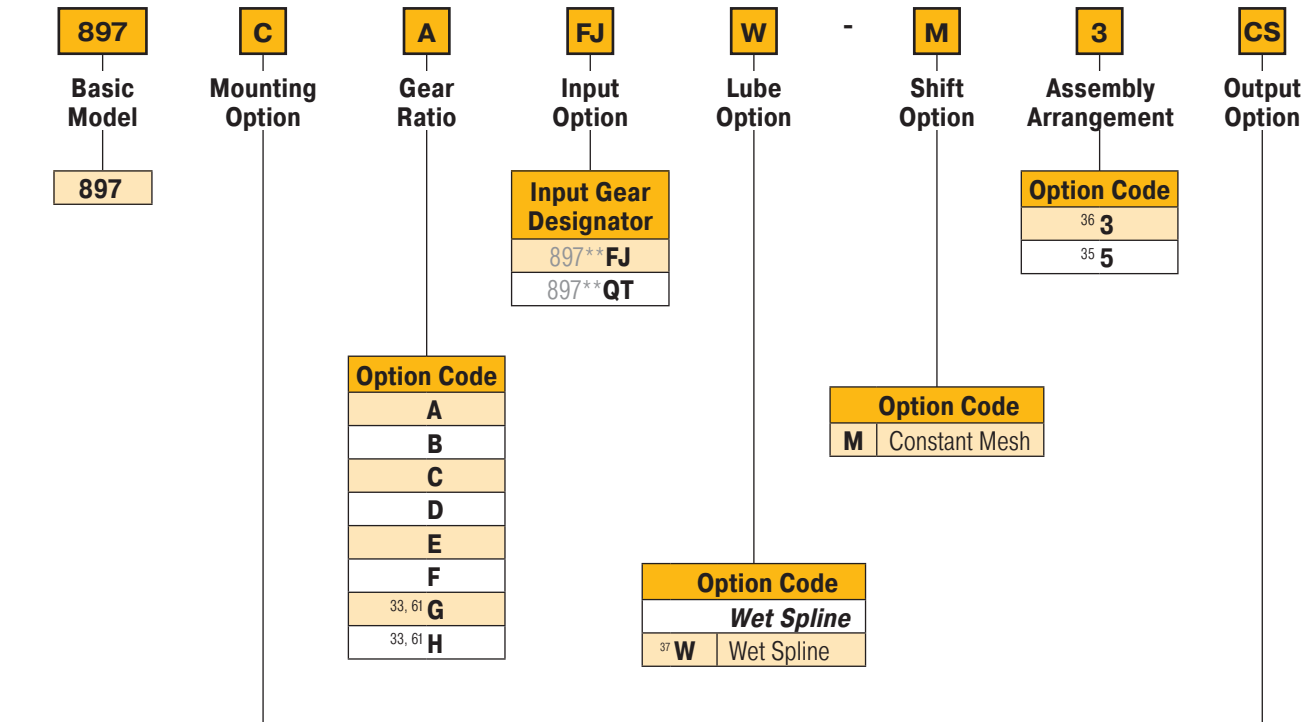 897 C A FJ W - M 3 CS
Basic Model
Mounting Option
Gear Ratio
Input Option
Lube Option
Shift Option
Assembly Arrangement
Output Option
897
Input Gear Designator
897**FJ
897**QT
Option Code
36 3
35 5
Option Code
A
B
C
D
E
F
33, 61 G
33, 61 H
Option Code
M Constant Mesh
Option Code
Wet Spline
37 W Wet Spline